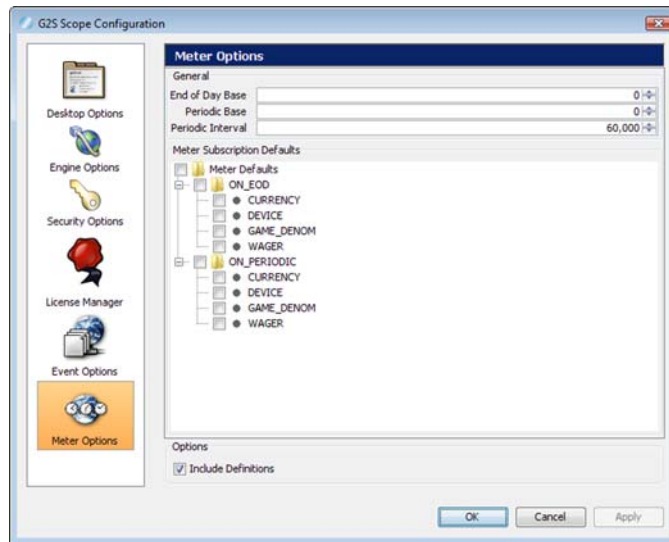 G2S Scope Configuration
Desktop Options
Engine Options
Security Options
License Manager
Event Options
Meter Options
Meter Options
General
End of Day Base 0
Periodic Base 0
Periodic Interval 60,000
Meter Subscription Defaults
Meter Defaults
ON_EOD
CURRENCY
DEVICE
GAME_DENOM
WAGER
ON_PERIODIC
CURRENCY
DEVICE
GAME_DENOM
WAGER
Options
Include Definitions
OK Cancel Apply